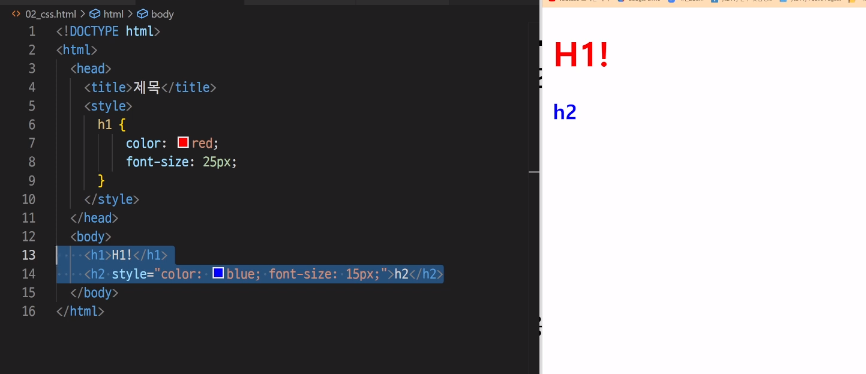 02_css.html > html > body
1 <!DOCTYPE html>
2 <html>
3 <head>
4 <title>제목</title>
5 <style>
6 h1 {
7 color: red;
8 font-size: 25px;
9 }
10 </style>
11 </head>
12 <body>
13 <h1>H1!</h1>
14 <h2 style="color: blue; font-size: 15px;">h2</h2>
15 </body>
16 </html>
H1!
h2